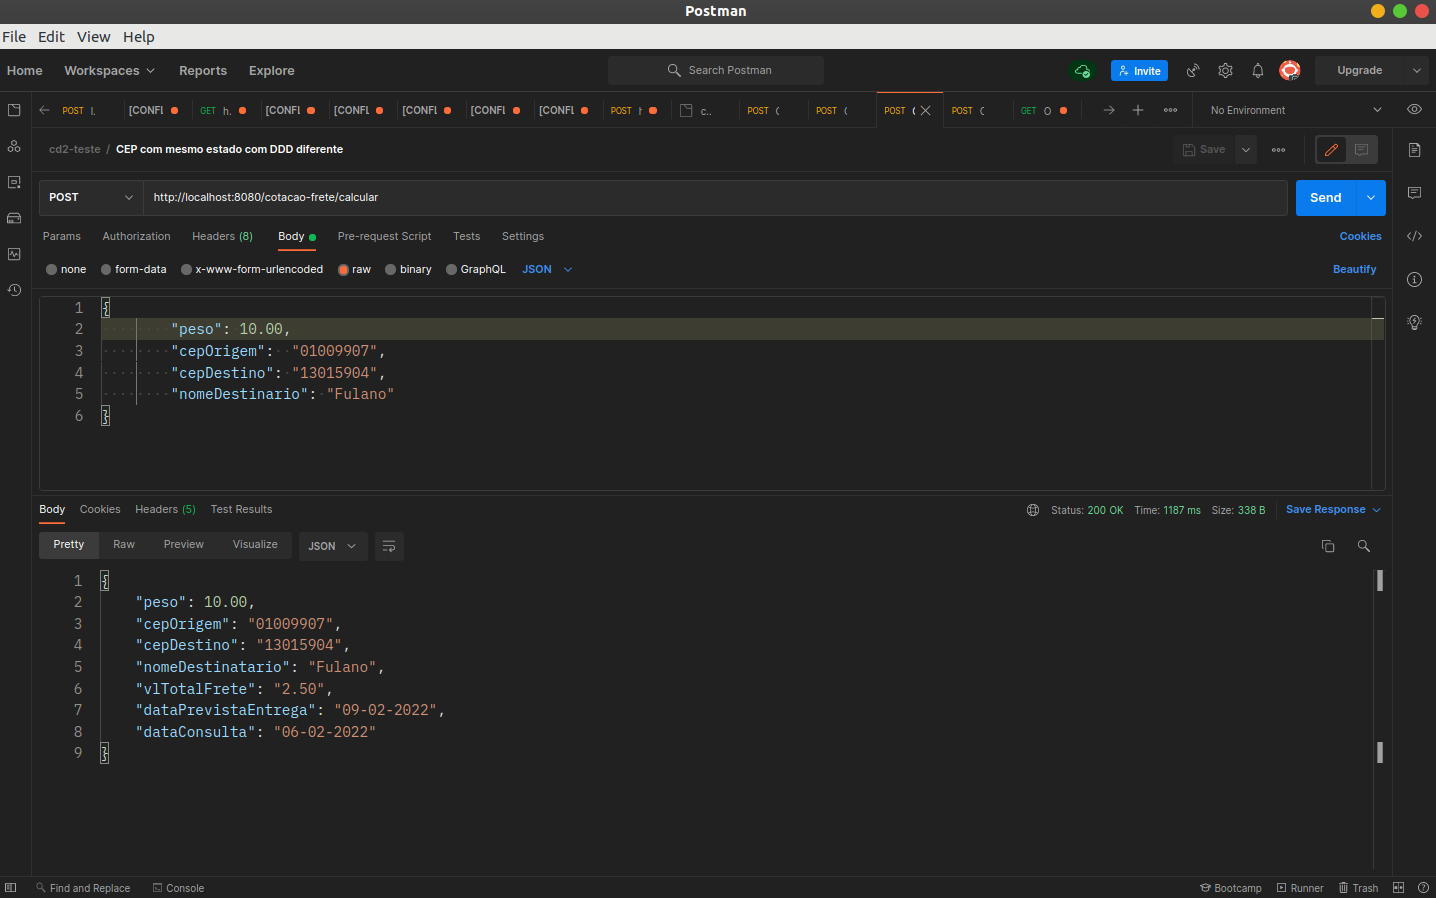 Postman
File Edit View Help
Home Workspaces Reports Explore Search Postman Invite Upgrade
POST [CONFL GET h. [CONFL [CONFL [CONFL [CONFL [CONFL POST c.. POST POST POST POST GET No Environment
cd2-teste / CEP com mesmo estado com DDD diferente Save
POST http://localhost:8080/cotacao-frete/calcular Send
Params Authorization Headers (8) Body Pre-request Script Tests Settings Cookies
none form-data x-www-form-urlencoded raw binary GraphQL JSON Beautify
1 {
2 "peso": 10.00,
3 "cepOrigem": "01009907",
4 "cepDestino": "13015904",
5 "nomeDestinario": "Fulano"
6 }
Body Cookies Headers (5) Test Results Status: 200 OK Time: 1187 ms Size: 338 B Save Response
Pretty Raw Preview Visualize JSON
1 {
2 "peso": 10.00,
3 "cepOrigem": "01009907",
4 "cepDestino": "13015904",
5 "nomeDestinatario": "Fulano",
6 "vlTotalFrete": "2.50",
7 "dataPrevistaEntrega": "09-02-2022",
8 "dataConsulta": "06-02-2022"
9 }
Find and Replace Console Bootcamp Runner Trash